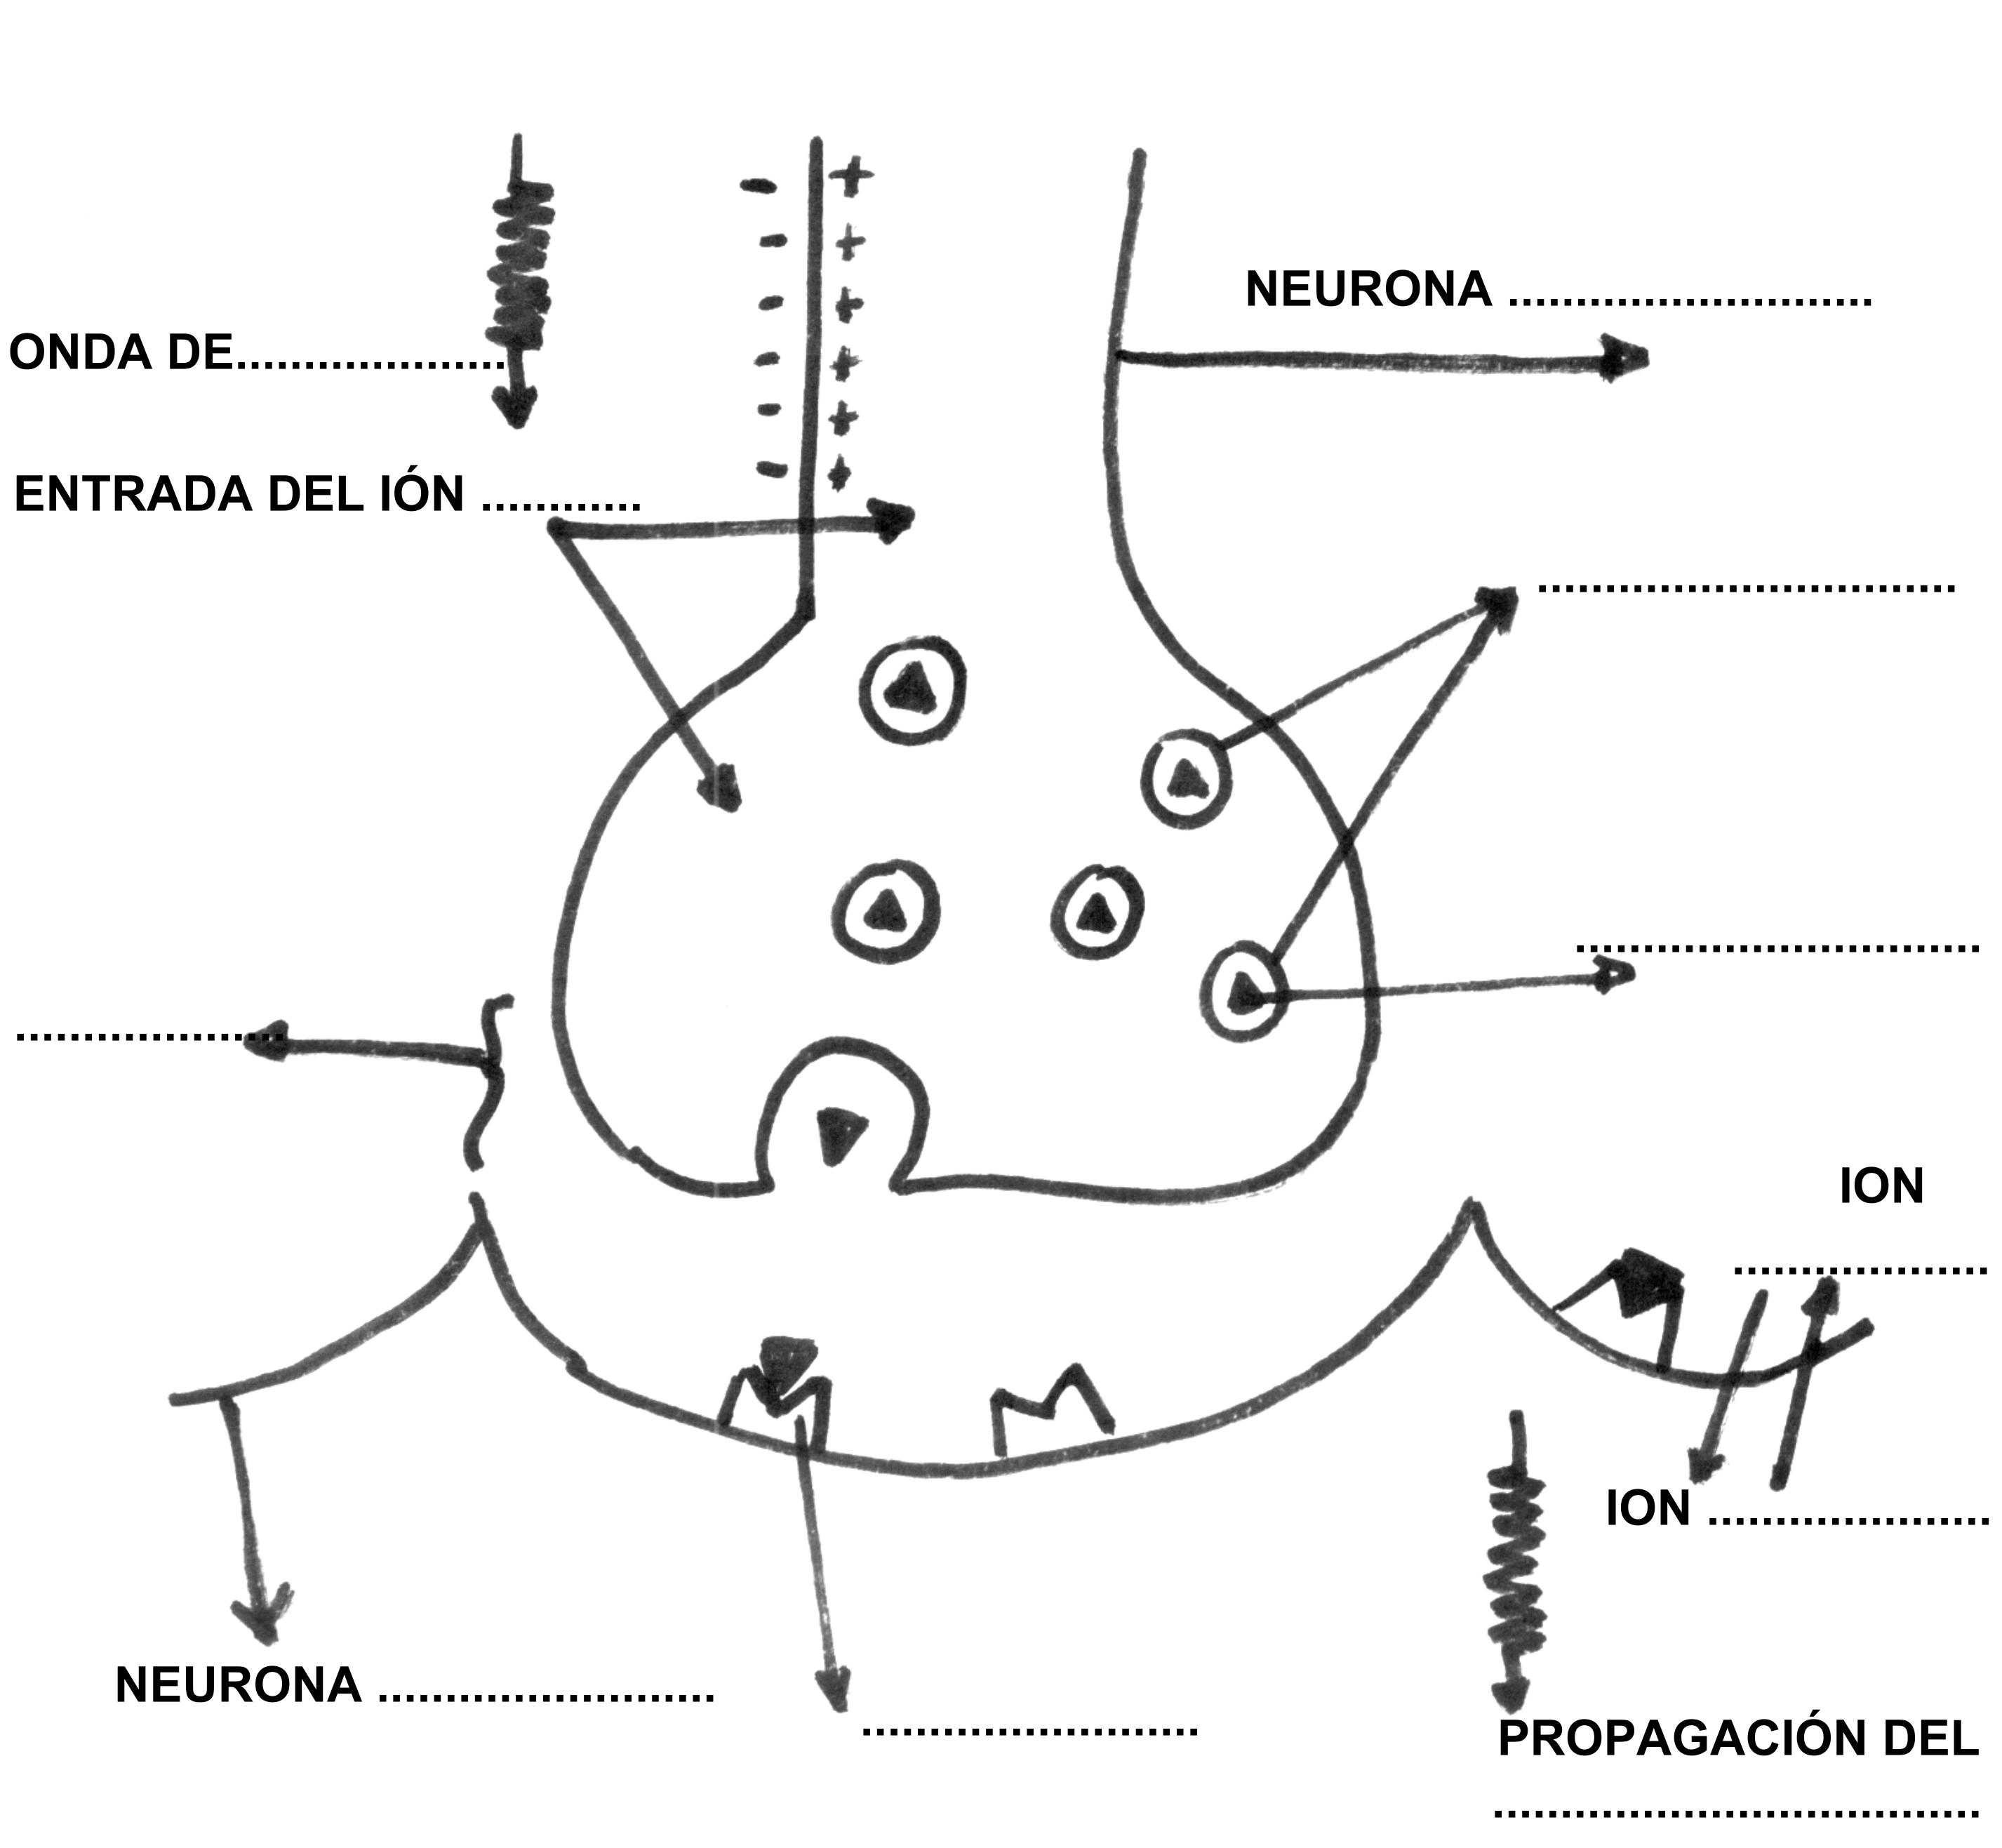 NEURONA ...........................
ONDA DE....................
ENTRADA DEL IÓN ............
...............................
..............................
....................
ION
...................
ION .....................
NEURONA .........................
.........................
PROPAGACIÓN DEL
....................................